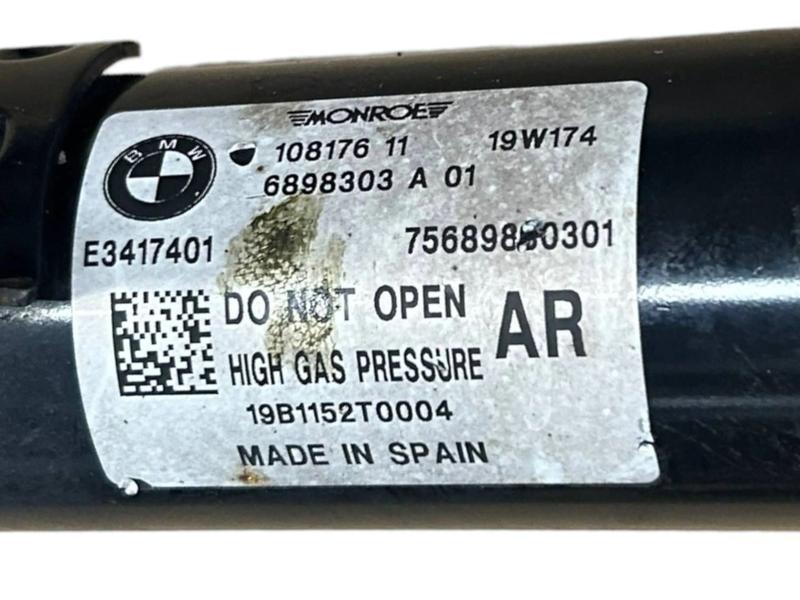 MONROE
BMW
108176 11 19W174
6898303 A 01
E3417401
DO NOT OPEN
AR
HIGH GAS PRESSURE
19B1152T0004
MADE IN SPAIN